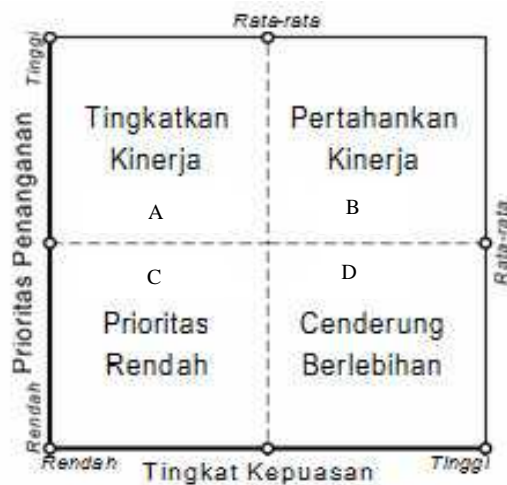 Rata-rata
Tinggi
Tingkatkan
Kinerja
A
Pertahankan
Kinerja
B
Prioritas Penanganan
Rata-rata
C
Prioritas
Rendah
D
Cenderung
Berlebihan
Rendah
Rendah
Tingkat Kepuasan
Tinggi